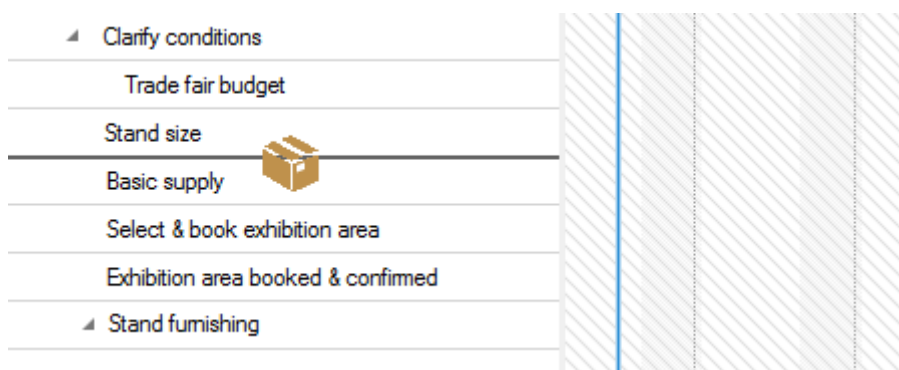 Clarify conditions
Trade fair budget
Stand size
Basic supply
Select & book exhibition area
Exhibition area booked & confirmed
Stand furnishing